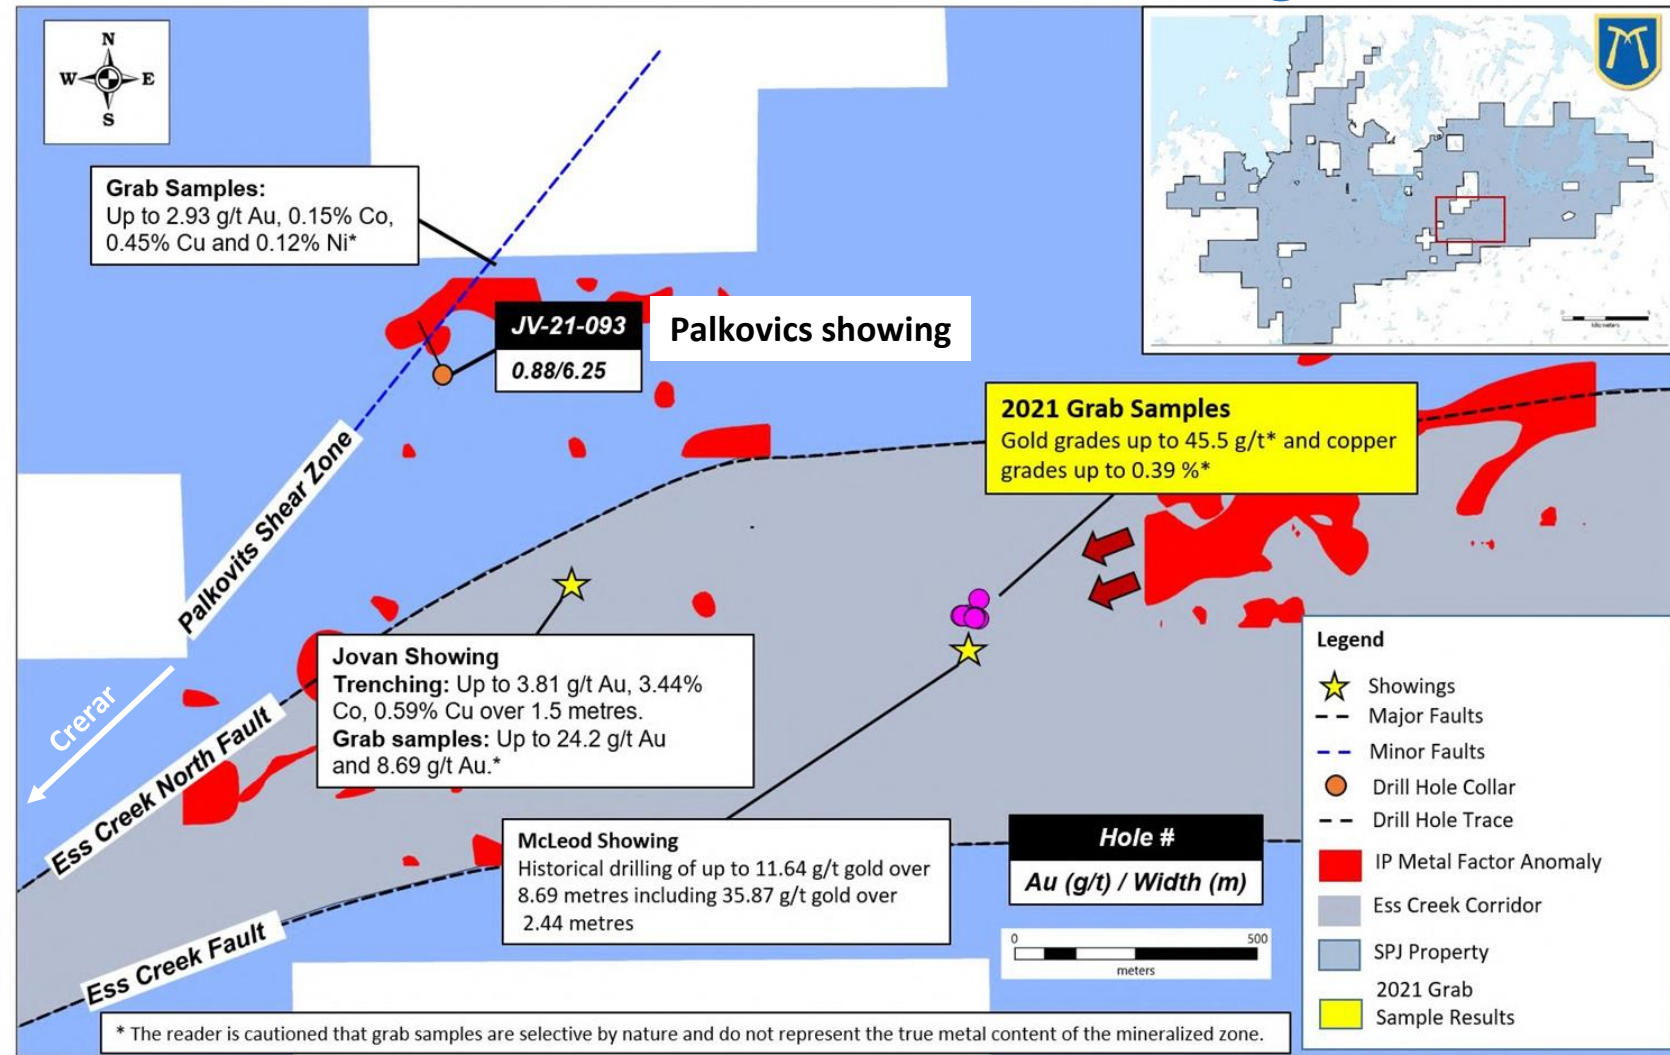 N
W E
S
Grab Samples:
Up to 2.93 g/t Au, 0.15% Co,
0.45% Cu and 0.12% Ni*
JV-21-093
0.88/6.25
Palkovics showing
2021 Grab Samples
Gold grades up to 45.5 g/t* and copper
grades up to 0.39 %*
Palkovits Shear Zone
Crerar
Ess Creek North Fault
Ess Creek Fault
Jovan Showing
Trenching: Up to 3.81 g/t Au, 3.44%
Co, 0.59% Cu over 1.5 metres.
Grab samples: Up to 24.2 g/t Au
and 8.69 g/t Au.*
McLeod Showing
Historical drilling of up to 11.64 g/t gold over
8.69 metres including 35.87 g/t gold over
2.44 metres
Hole #
Au (g/t) / Width (m)
0 500
meters
Legend
Showings
Major Faults
Minor Faults
Drill Hole Collar
Drill Hole Trace
IP Metal Factor Anomaly
Ess Creek Corridor
SPJ Property
2021 Grab
Sample Results
* The reader is cautioned that grab samples are selective by nature and do not represent the true metal content of the mineralized zone.